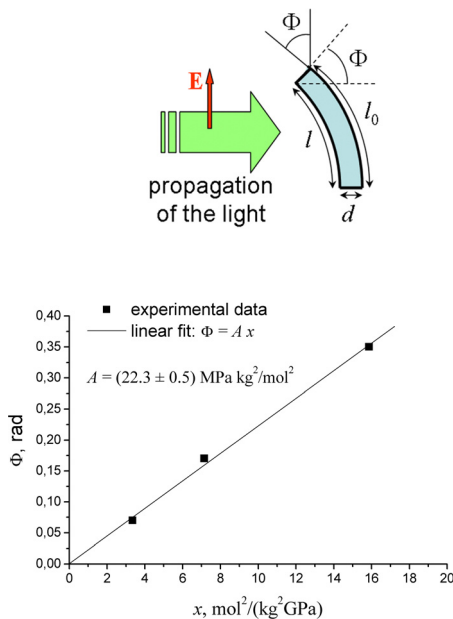 Φ
Φ
E
l₀
l
propagation
of the light
d
0,40
experimental data
0,35
linear fit: Φ = A x
0,30
A = (22.3 ± 0.5) MPa kg²/mol²
0,25
0,20
0,15
0,10
0,05
0,00
Φ, rad
0 2 4 6 8 10 12 14 16 18 20
x, mol²/(kg²GPa)